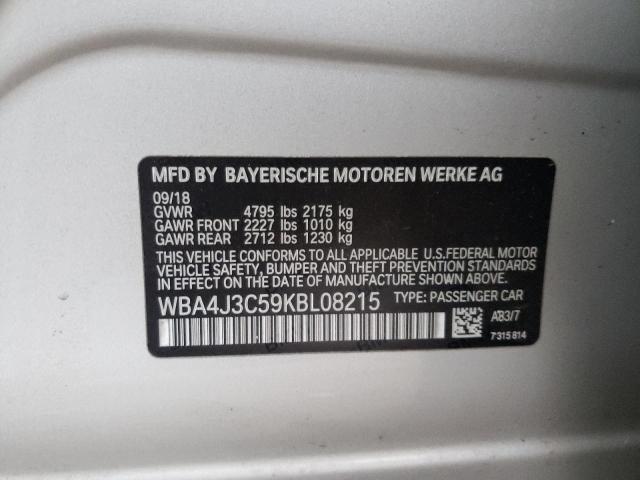 MFD BY BAYERISCHE MOTOREN WERKE AG
09/18
GVWR 4795 lbs 2175 kg
GAWR FRONT 2227 lbs 1010 kg
GAWR REAR 2712 lbs 1230 kg
THIS VEHICLE CONFORMS TO ALL APPLICABLE U.S.FEDERAL MOTOR
VEHICLE SAFETY, BUMPER AND THEFT PREVENTION STANDARDS
IN EFFECT ON THE DATE OF MANUFACTURE SHOWN ABOVE.
WBA4J3C59KBL08215 TYPE: PASSENGER CAR
AB3/7
7315814